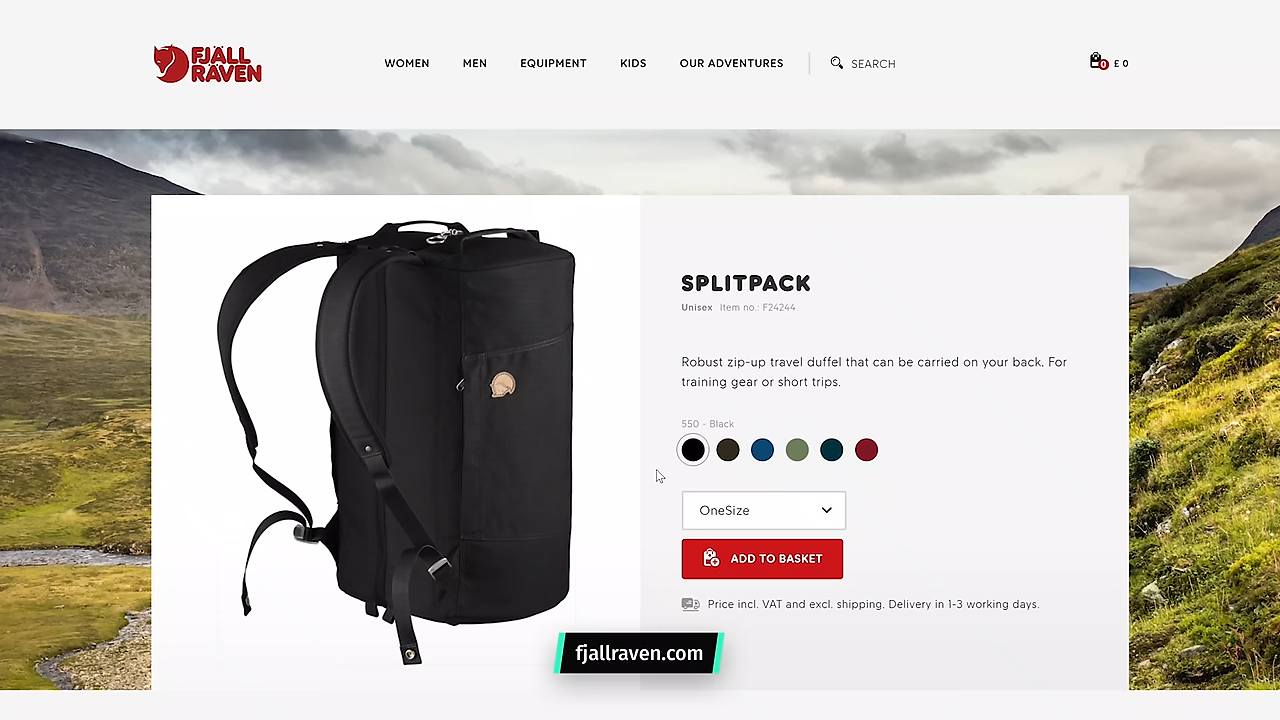 FJÄLL
RÄVEN
WOMEN
MEN
EQUIPMENT
KIDS
OUR ADVENTURES
SEARCH
0
£ 0
SPLITPACK
Unisex Item no.: F24244
Robust zip-up travel duffel that can be carried on your back. For
training gear or short trips.
550 - Black
OneSize
ADD TO BASKET
Price incl. VAT and excl. shipping. Delivery in 1-3 working days.
fjallraven.com